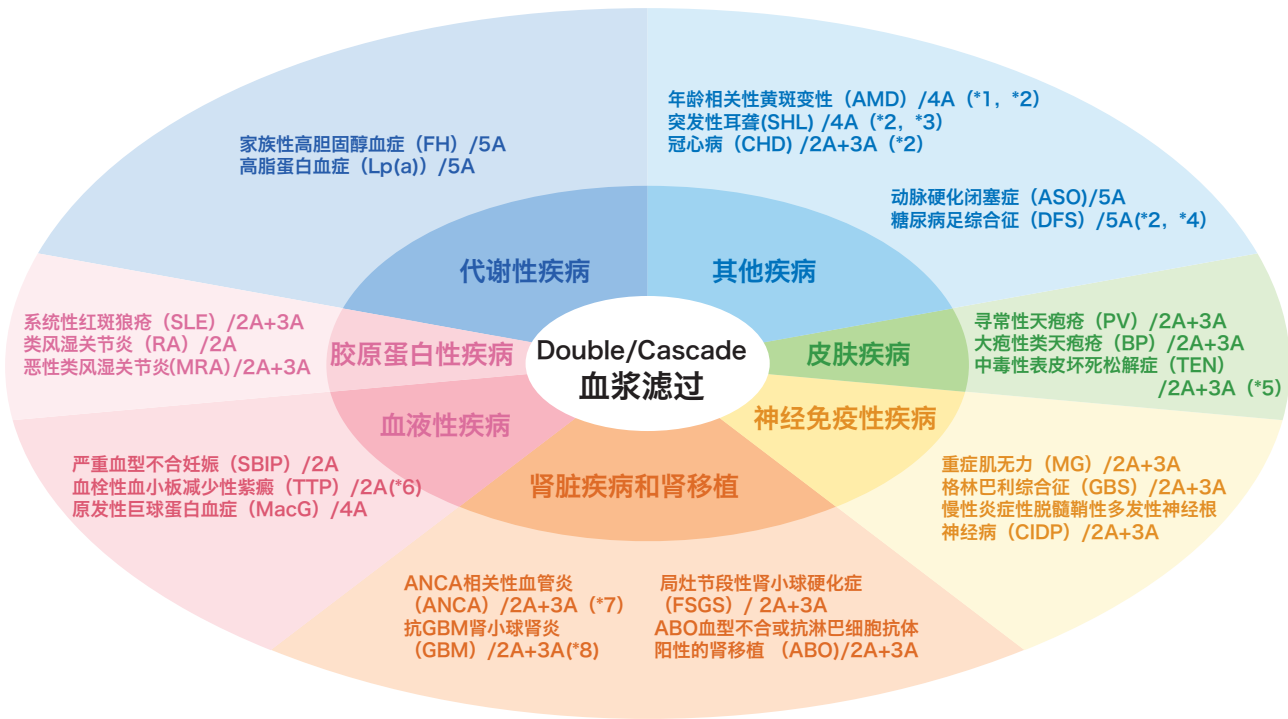 家族性高胆固醇血症（FH）/5A
高脂蛋白血症（Lp(a)）/5A
年龄相关性黄斑变性（AMD）/4A（*1，*2）
突发性耳聋(SHL) /4A（*2，*3）
冠心病（CHD) /2A+3A（*2）
动脉硬化闭塞症（ASO)/5A
糖尿病足综合征（DFS）/5A(*2，*4）
代谢性疾病
其他疾病
系统性红斑狼疮（SLE）/2A+3A
类风湿关节炎（RA）/2A
恶性类风湿关节炎(MRA)/2A+3A
胶原蛋白性疾病
Double/Cascade
血浆滤过
皮肤疾病
寻常性天疱疮（PV）/2A+3A
大疱性类天疱疮（BP）/2A+3A
中毒性表皮坏死松解症（TEN）
/2A+3A（*5）
血液性疾病
神经免疫性疾病
严重血型不合妊娠（SBIP）/2A
血栓性血小板减少性紫癜（TTP）/2A(*6)
原发性巨球蛋白血症（MacG）/4A
肾脏疾病和肾移植
重症肌无力（MG）/2A+3A
格林巴利综合征（GBS）/2A+3A
慢性炎症性脱髓鞘性多发性神经根
神经病（CIDP）/2A+3A
ANCA相关性血管炎
（ANCA）/2A+3A（*7）
抗GBM肾小球肾炎
（GBM）/2A+3A(*8)
局灶节段性肾小球硬化症
（FSGS）/ 2A+3A
ABO血型不合或抗淋巴细胞抗体
阳性的肾移植 （ABO)/2A+3A